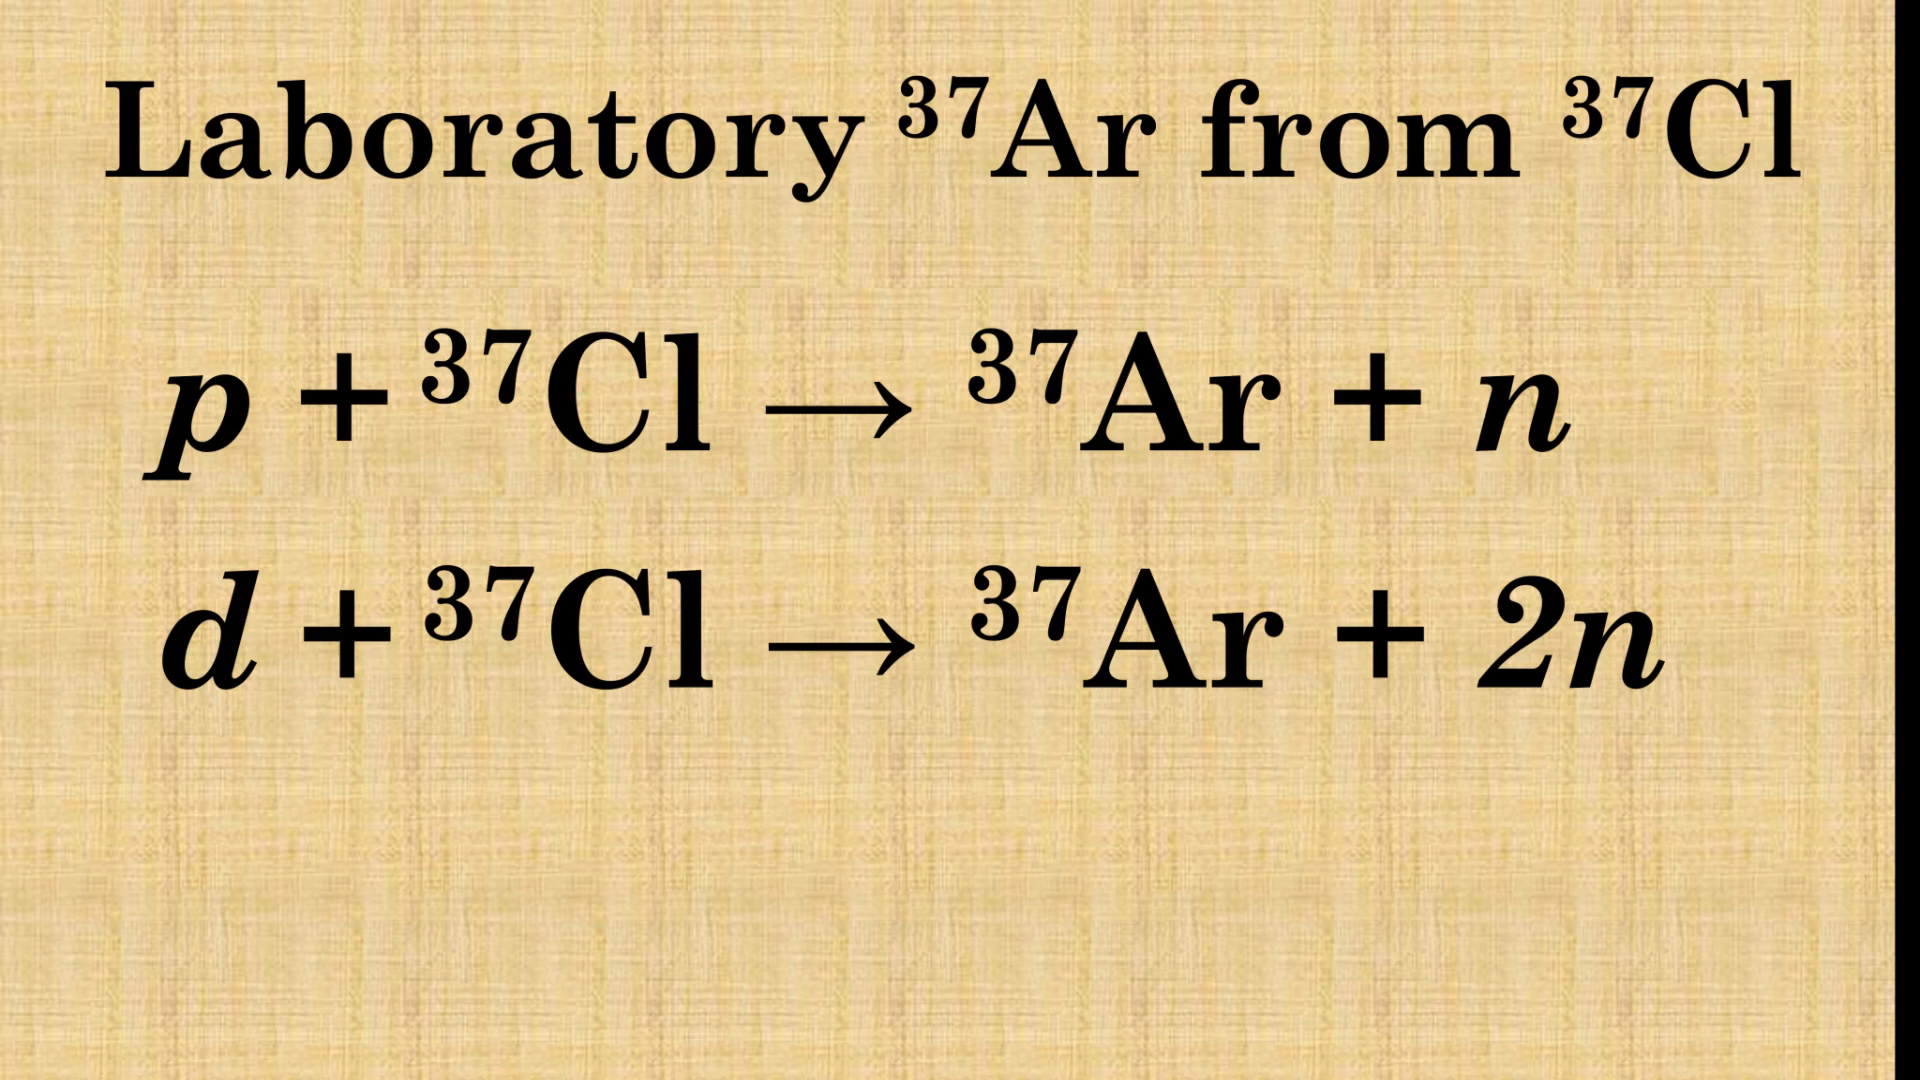 Laboratory ³⁷Ar from ³⁷Cl
p + ³⁷Cl → ³⁷Ar + n
d + ³⁷Cl → ³⁷Ar + 2n